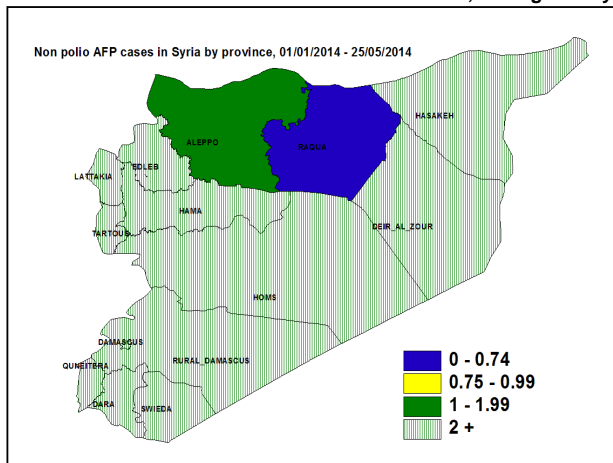 Non polio AFP cases in Syria by province, 01/01/2014 - 25/05/2014
HASAKEH
ALEPPO
RAQUA
EDLEB
LATTAKIA
HAMA
DEIR_AL_ZOUR
TARTOUS
HOMS
DAMASCUS
QUNEITERA
RURAL_DAMASCUS
DARA
SWIEDA
0 - 0.74
0.75 - 0.99
1 - 1.99
2 +